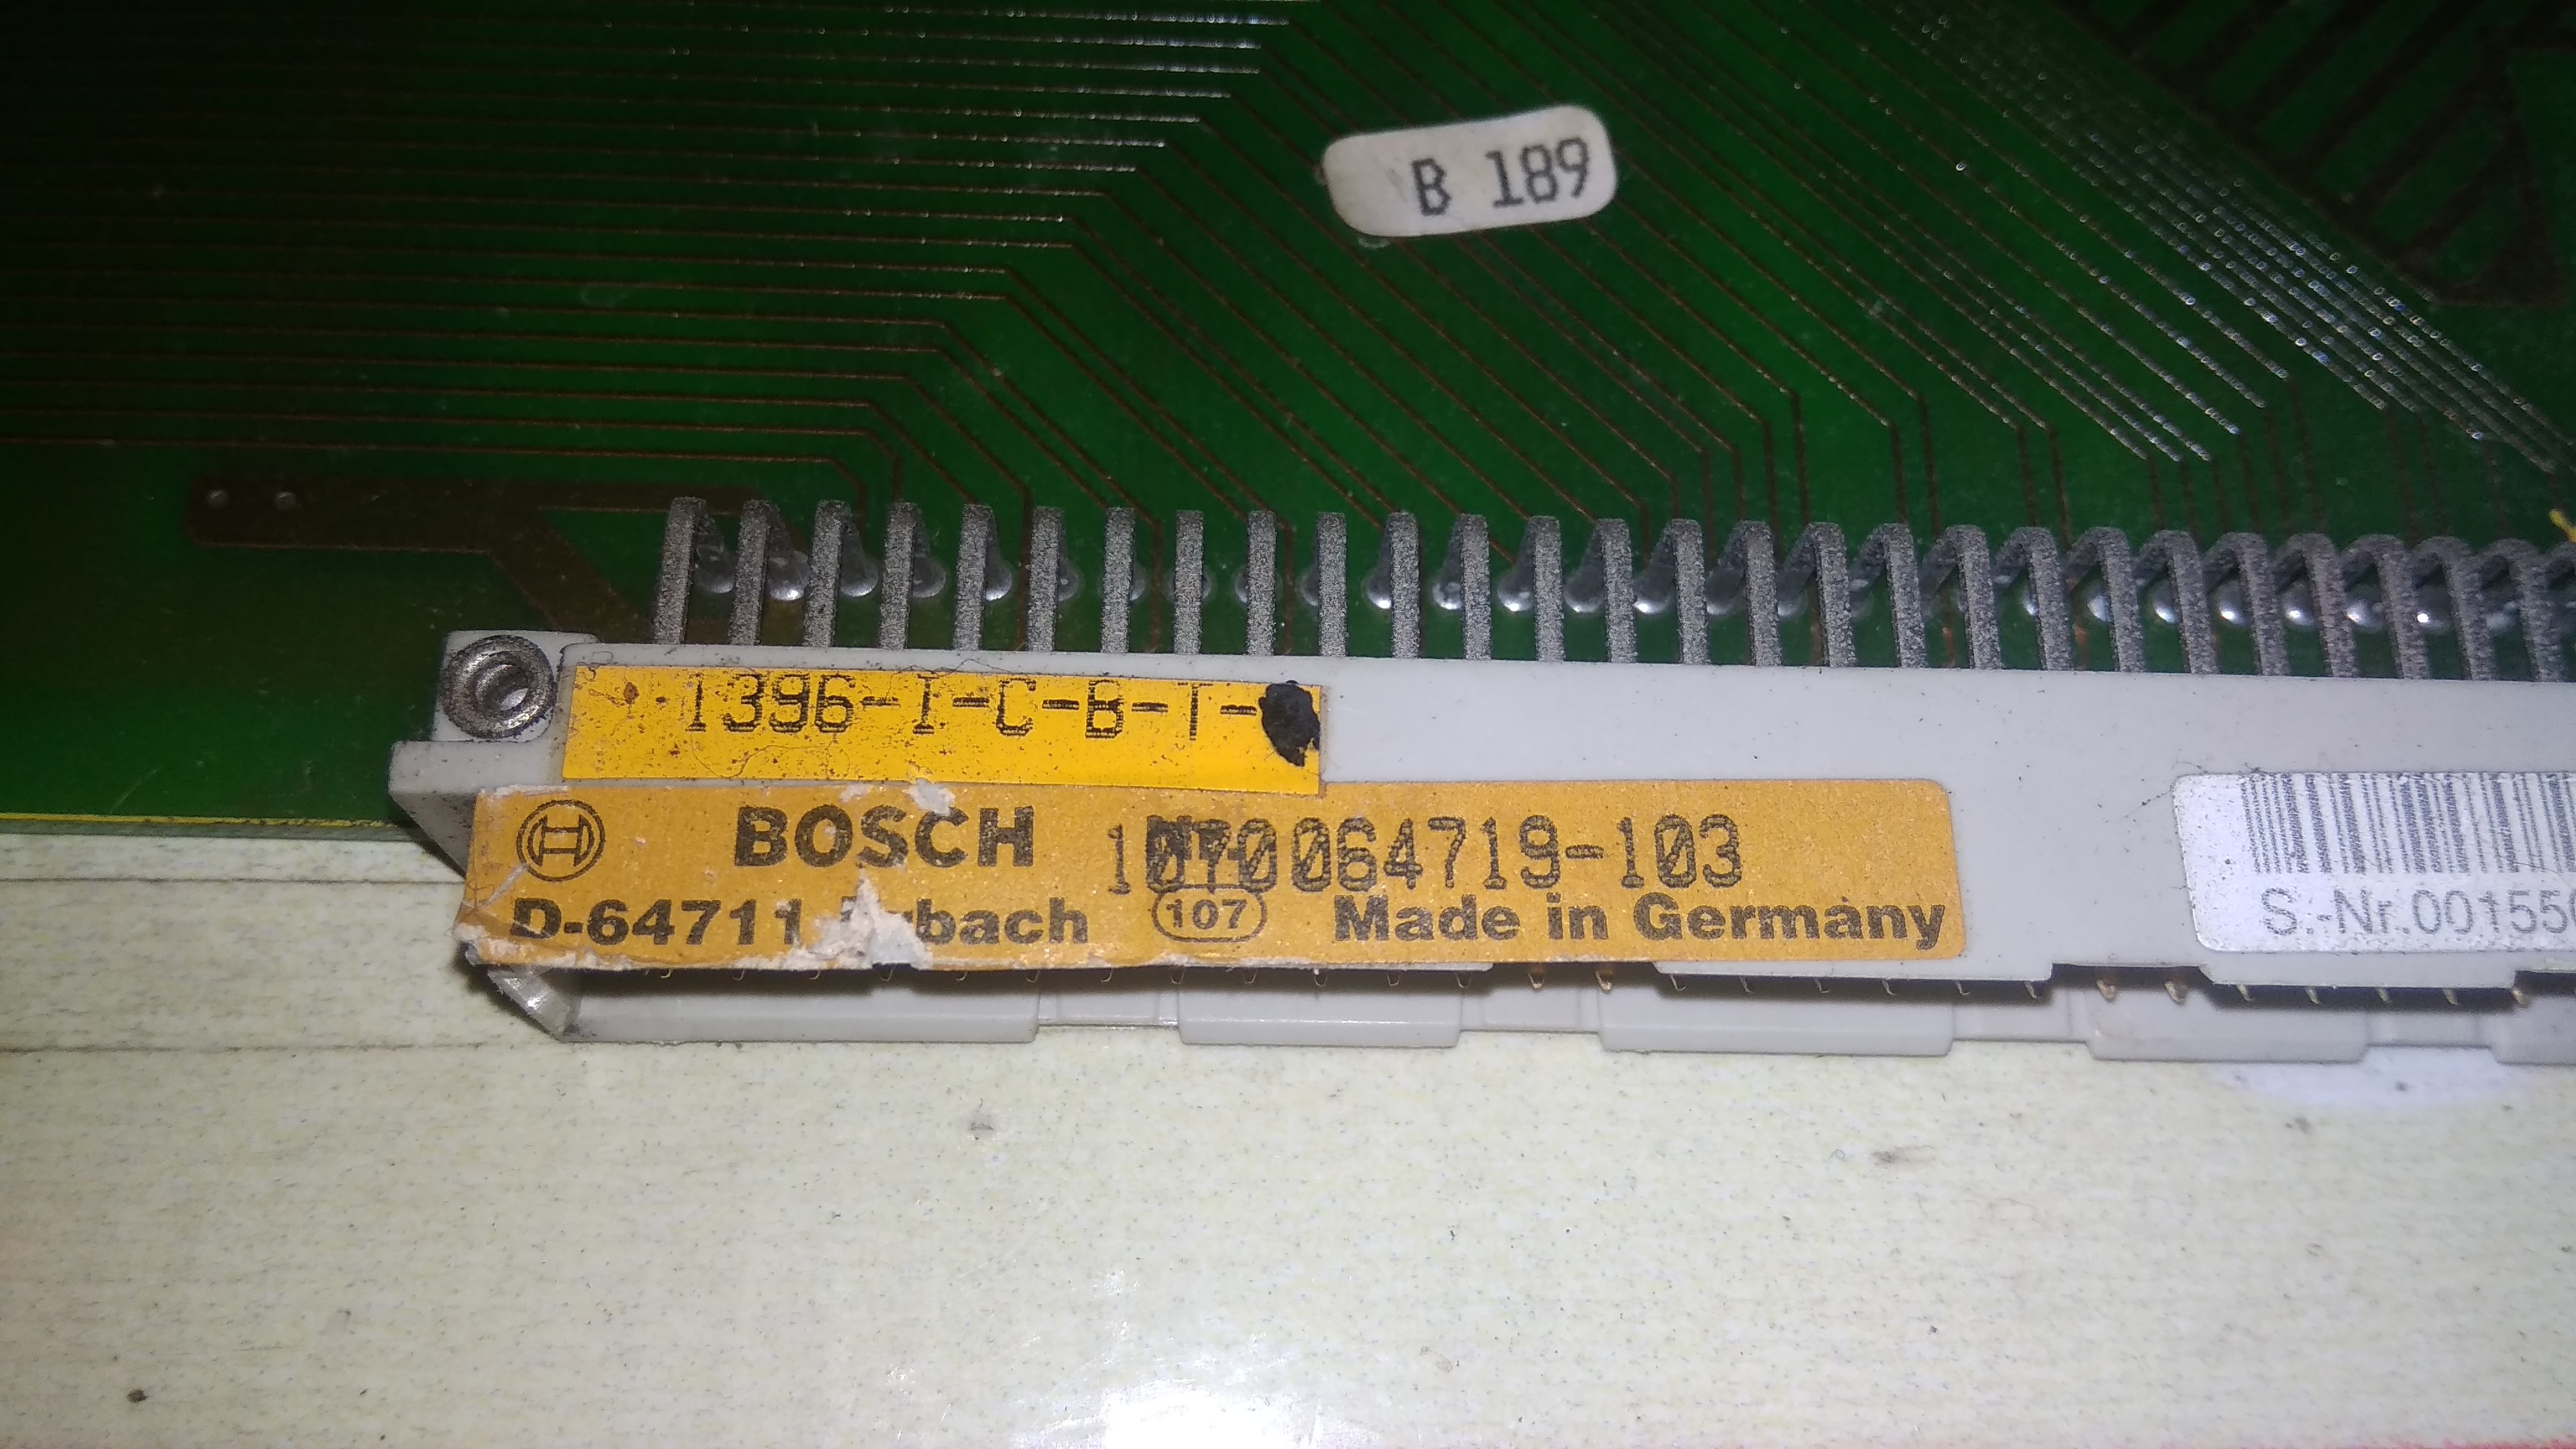 B 189
1396-I-C-B-T-
BOSCH 1070064719-103
D-64711 107 Made in Germany
S.-Nr.00155